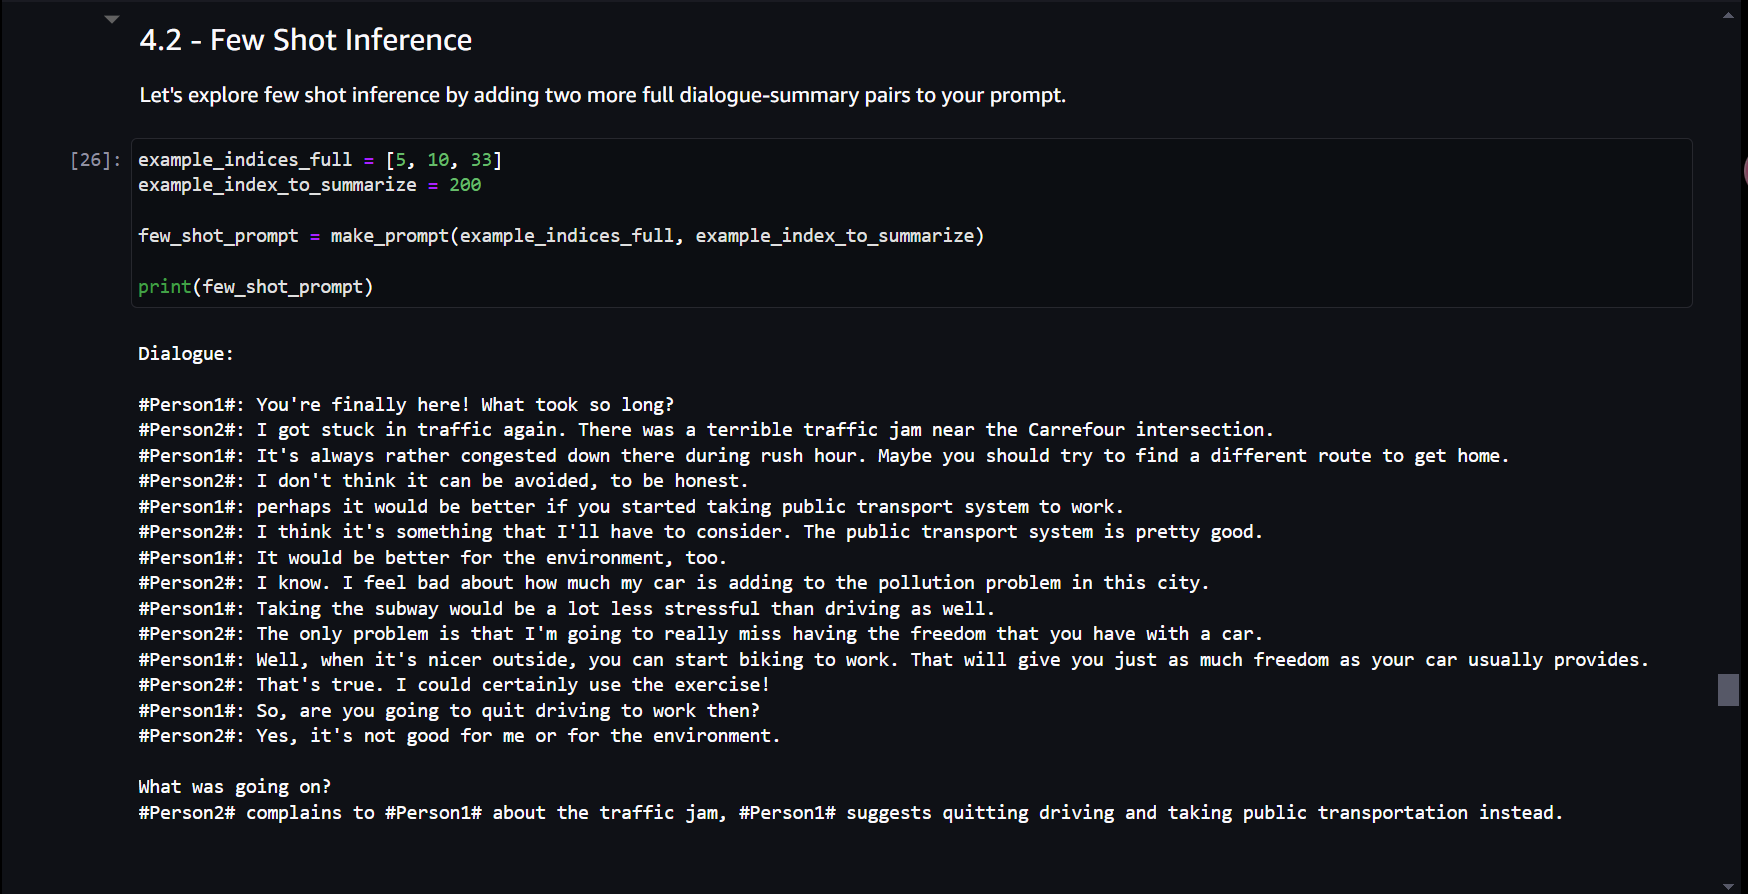 4.2 - Few Shot Inference
Let's explore few shot inference by adding two more full dialogue-summary pairs to your prompt.
[26]: example_indices_full = [5, 10, 33]
example_index_to_summarize = 200
few_shot_prompt = make_prompt(example_indices_full, example_index_to_summarize)
print(few_shot_prompt)
Dialogue:
#Person1#: You're finally here! What took so long?
#Person2#: I got stuck in traffic again. There was a terrible traffic jam near the Carrefour intersection.
#Person1#: It's always rather congested down there during rush hour. Maybe you should try to find a different route to get home.
#Person2#: I don't think it can be avoided, to be honest.
#Person1#: perhaps it would be better if you started taking public transport system to work.
#Person2#: I think it's something that I'll have to consider. The public transport system is pretty good.
#Person1#: It would be better for the environment, too.
#Person2#: I know. I feel bad about how much my car is adding to the pollution problem in this city.
#Person1#: Taking the subway would be a lot less stressful than driving as well.
#Person2#: The only problem is that I'm going to really miss having the freedom that you have with a car.
#Person1#: Well, when it's nicer outside, you can start biking to work. That will give you just as much freedom as your car usually provides.
#Person2#: That's true. I could certainly use the exercise!
#Person1#: So, are you going to quit driving to work then?
#Person2#: Yes, it's not good for me or for the environment.
What was going on?
#Person2# complains to #Person1# about the traffic jam, #Person1# suggests quitting driving and taking public transportation instead.